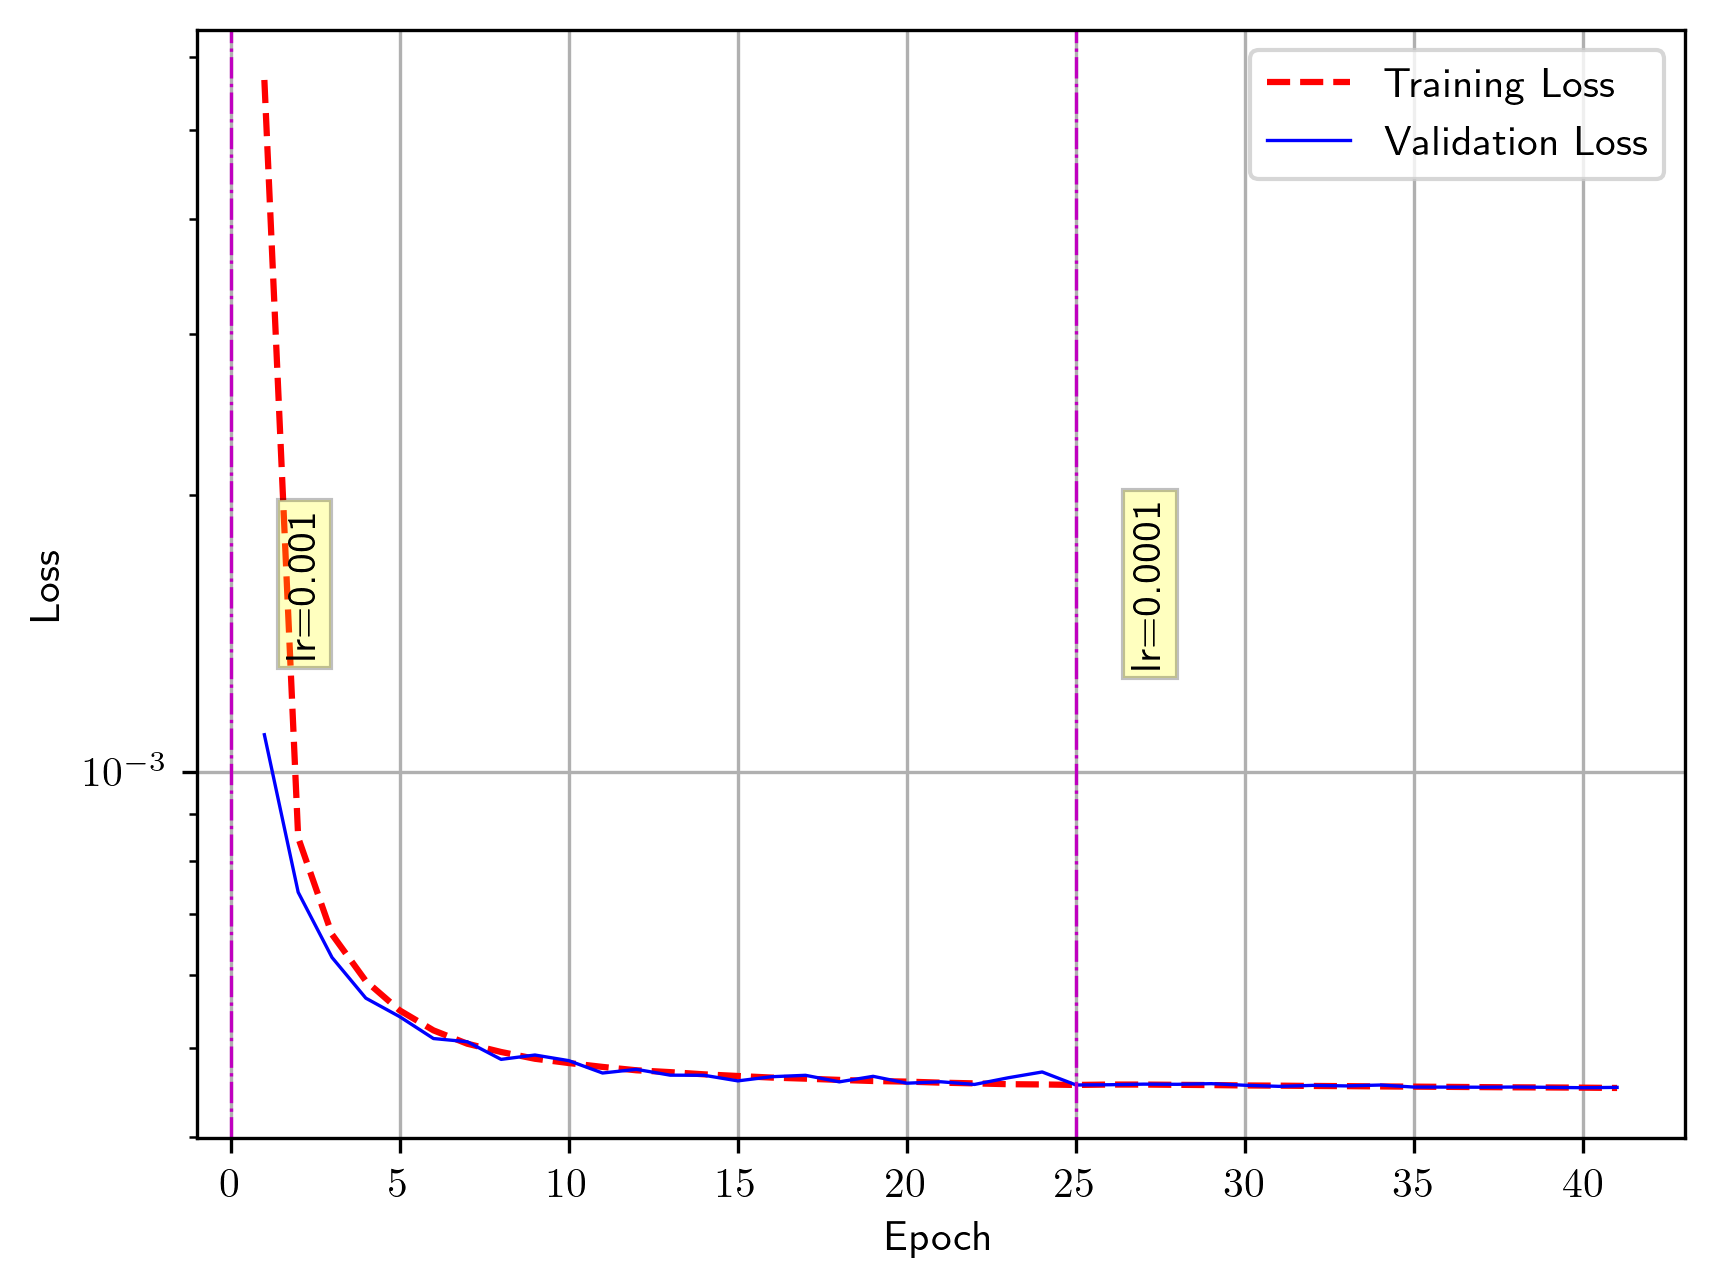 Training Loss
Validation Loss
lr=0.001
lr=0.0001
Loss
10⁻³
0 5 10 15 20 25 30 35 40
Epoch